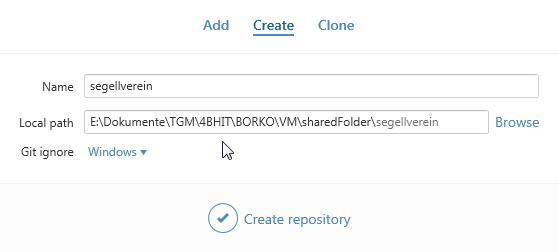 Add Create Clone
Name segellverein
Local path E:\Dokumente\TGM\4BHIT\BORKO\VM\sharedFolder\segellverein Browse
Git ignore Windows
Create repository